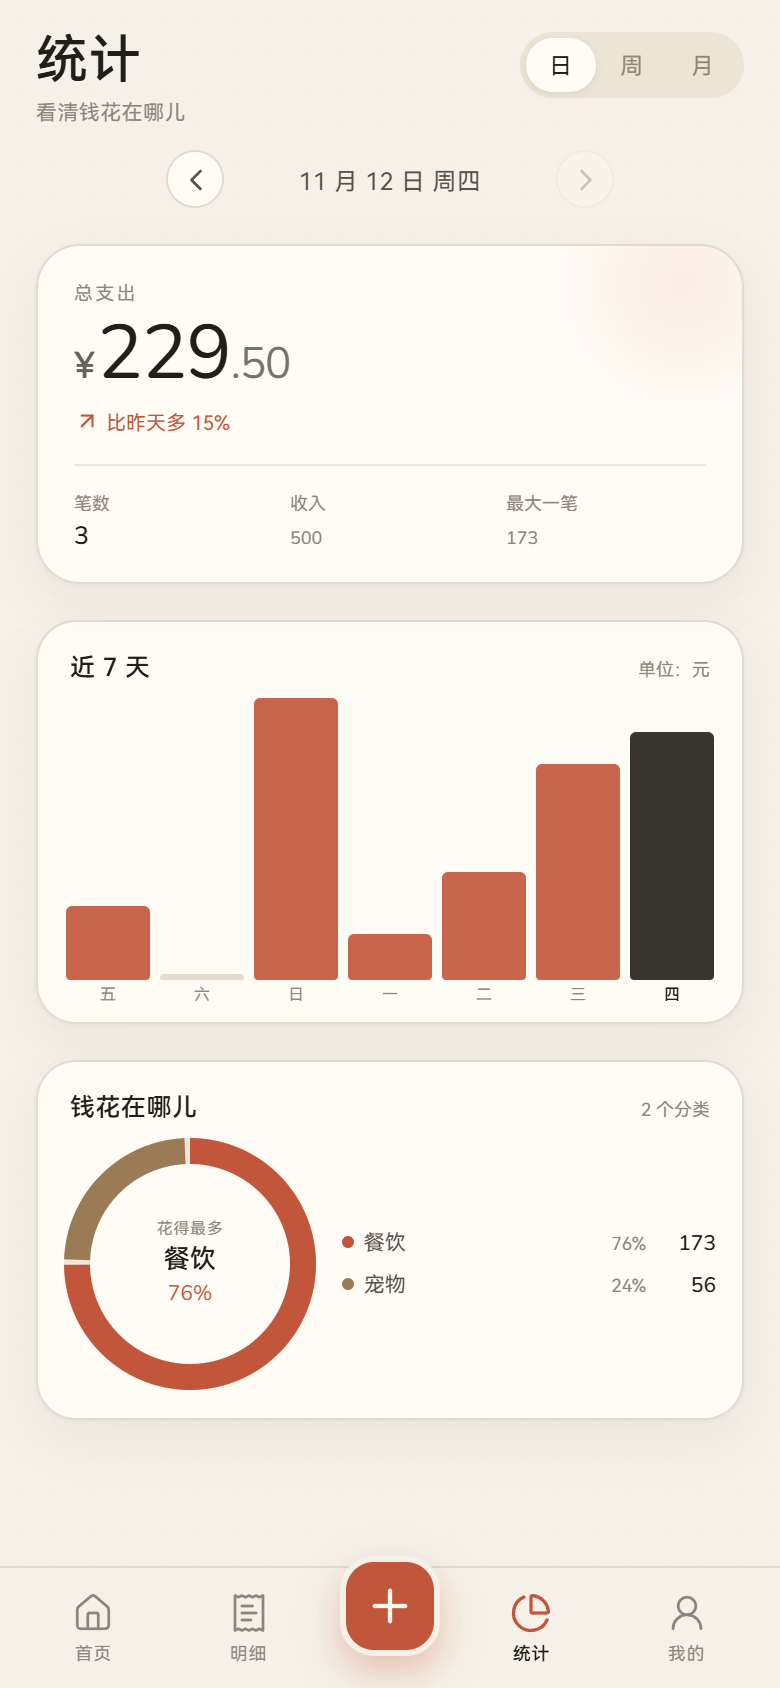 统计
日 周 月
看清钱花在哪儿
11 月 12 日 周四
总支出
¥229.50
比昨天多 15%
笔数 收入 最大一笔
3 500 173
近 7 天 单位: 元
五 六 日 一 二 三 四
钱花在哪儿 2 个分类
花得最多
餐饮
76%
餐饮 76% 173
宠物 24% 56
首页 明细 统计 我的